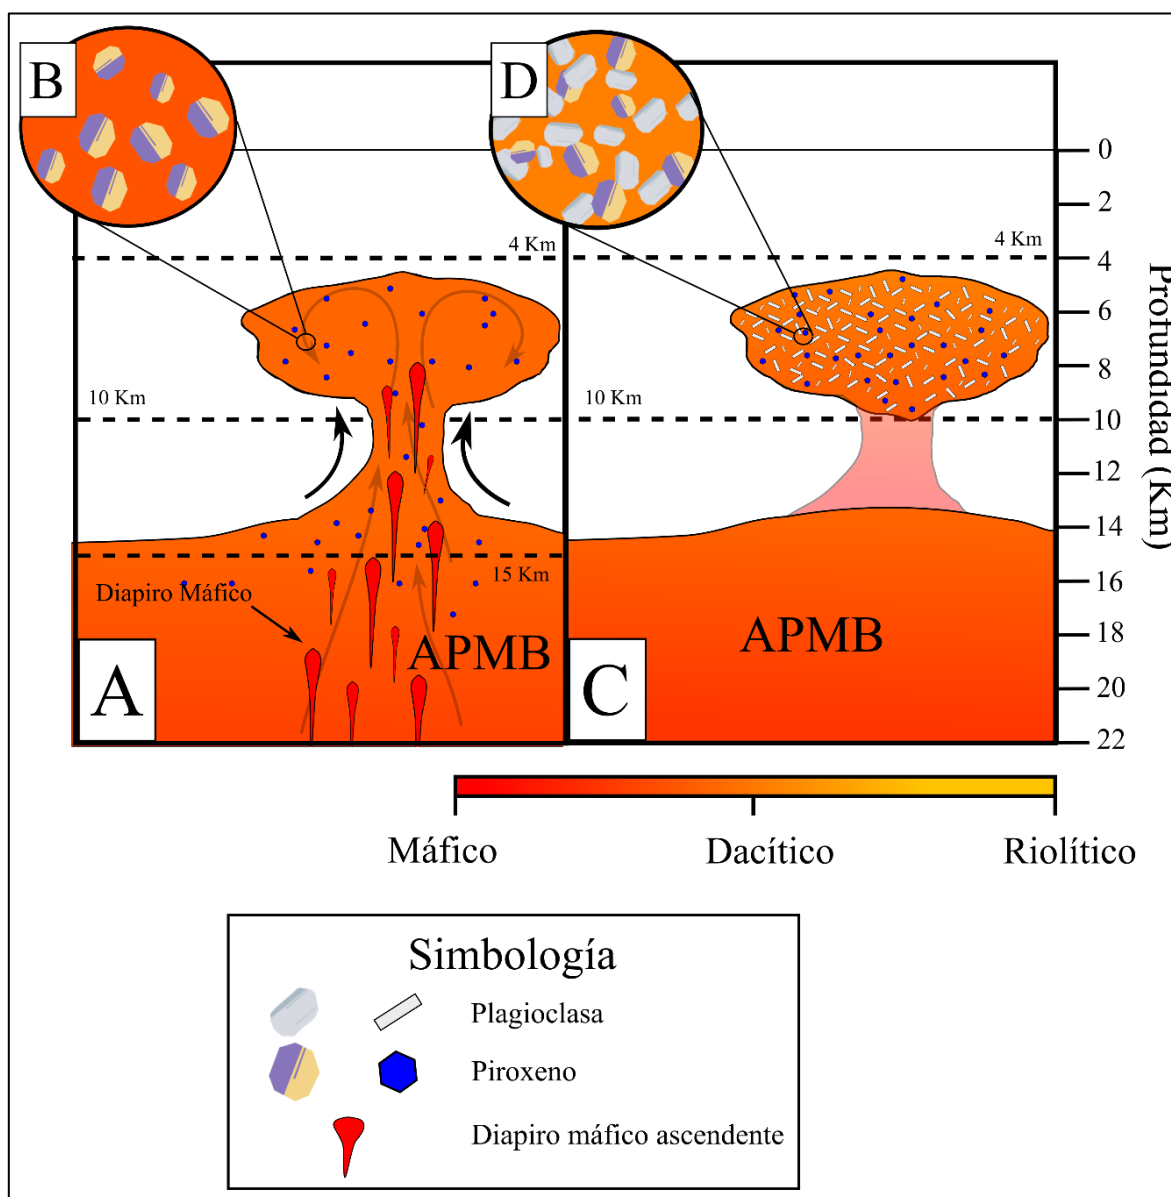 B
D
4 Km
4 Km
10 Km
10 Km
15 Km
Diapiro Máfico
APMB
APMB
A
C
0
2
4
6
8
10
12
14
16
18
20
22
Profundidad (Km)
Máfico
Dacítico
Riolítico
Simbología
Plagioclasa
Piroxeno
Diapiro máfico ascendente